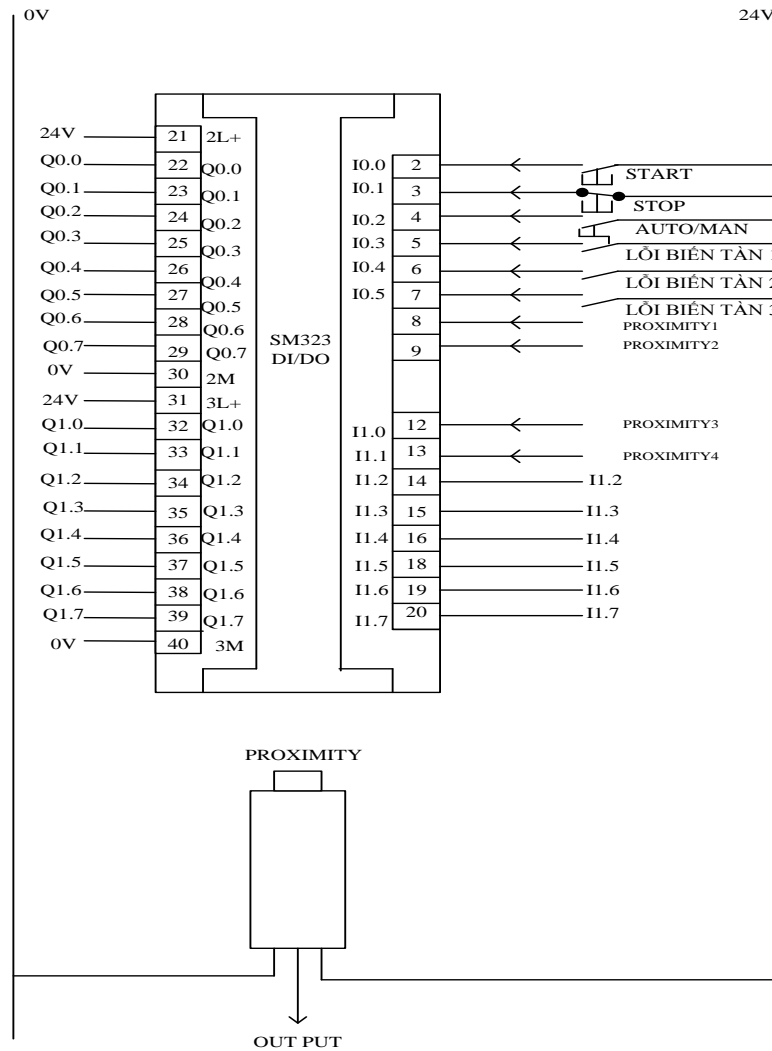 0V 24V
24V 21 2L+
Q0.0 22 Q0.0 I0.0 2 START
Q0.1 23 Q0.1 I0.1 3 STOP
Q0.2 24 Q0.2 I0.2 4 AUTO/MAN
Q0.3 25 Q0.3 I0.3 5 LỖI BIẾN TẦN 1
Q0.4 26 Q0.4 I0.4 6 LỖI BIẾN TẦN 2
Q0.5 27 Q0.5 I0.5 7 LỖI BIẾN TẦN 3
Q0.6 28 Q0.6 8 PROXIMITY1
Q0.7 29 Q0.7 9 PROXIMITY2
SM323
DI/DO
0V 30 2M
24V 31 3L+
Q1.0 32 Q1.0 I1.0 12 PROXIMITY3
Q1.1 33 Q1.1 I1.1 13 PROXIMITY4
Q1.2 34 Q1.2 I1.2 14 I1.2
Q1.3 35 Q1.3 I1.3 15 I1.3
Q1.4 36 Q1.4 I1.4 16 I1.4
Q1.5 37 Q1.5 I1.5 18 I1.5
Q1.6 38 Q1.6 I1.6 19 I1.6
Q1.7 39 Q1.7 I1.7 20 I1.7
0V 40 3M
PROXIMITY
OUT PUT